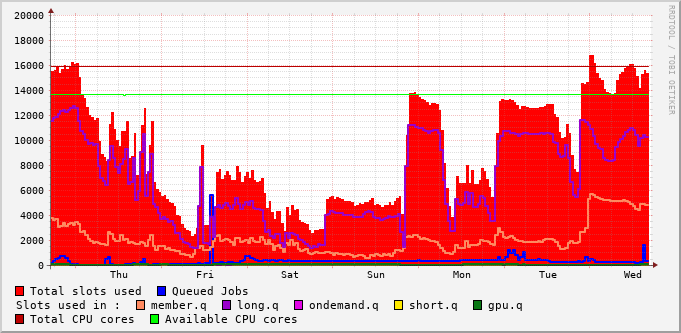 RRDTOOL / TOBI OETIKER
20000
18000
16000
14000
12000
10000
8000
6000
4000
2000
0
Thu Fri Sat Sun Mon Tue Wed
Total slots used Queued Jobs
Slots used in : member.q long.q ondemand.q short.q gpu.q
Total CPU cores Available CPU cores